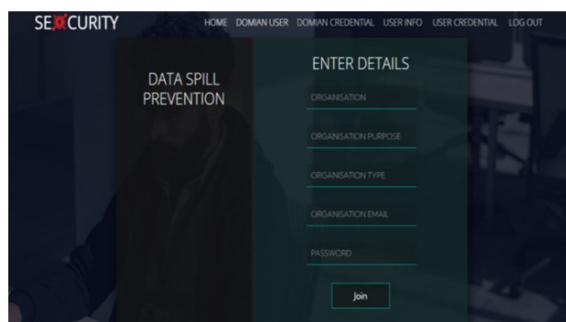 SECURITY
HOME DOMIAN USER DOMIAN CREDENTIAL USER INFO USER CREDENTIAL LOG OUT
DATA SPILL
PREVENTION
ENTER DETAILS
ORGANISATION
ORGANISATION PURPOSE
ORGANISATION TYPE
ORGANISATION EMAIL
PASSWORD
Join